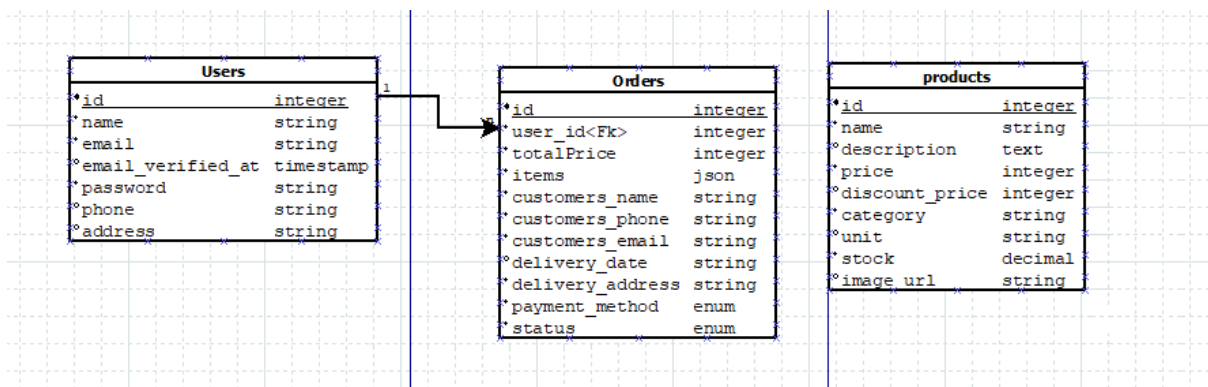 Users
id integer
name string
email string
email_verified_at timestamp
password string
phone string
address string
1
n
Orders
id integer
user_id<Fk> integer
totalPrice integer
items json
customers_name string
customers_phone string
customers_email string
delivery_date string
delivery_address string
payment_method enum
status enum
products
id integer
name string
description text
price integer
discount_price integer
category string
unit string
stock decimal
image_url string